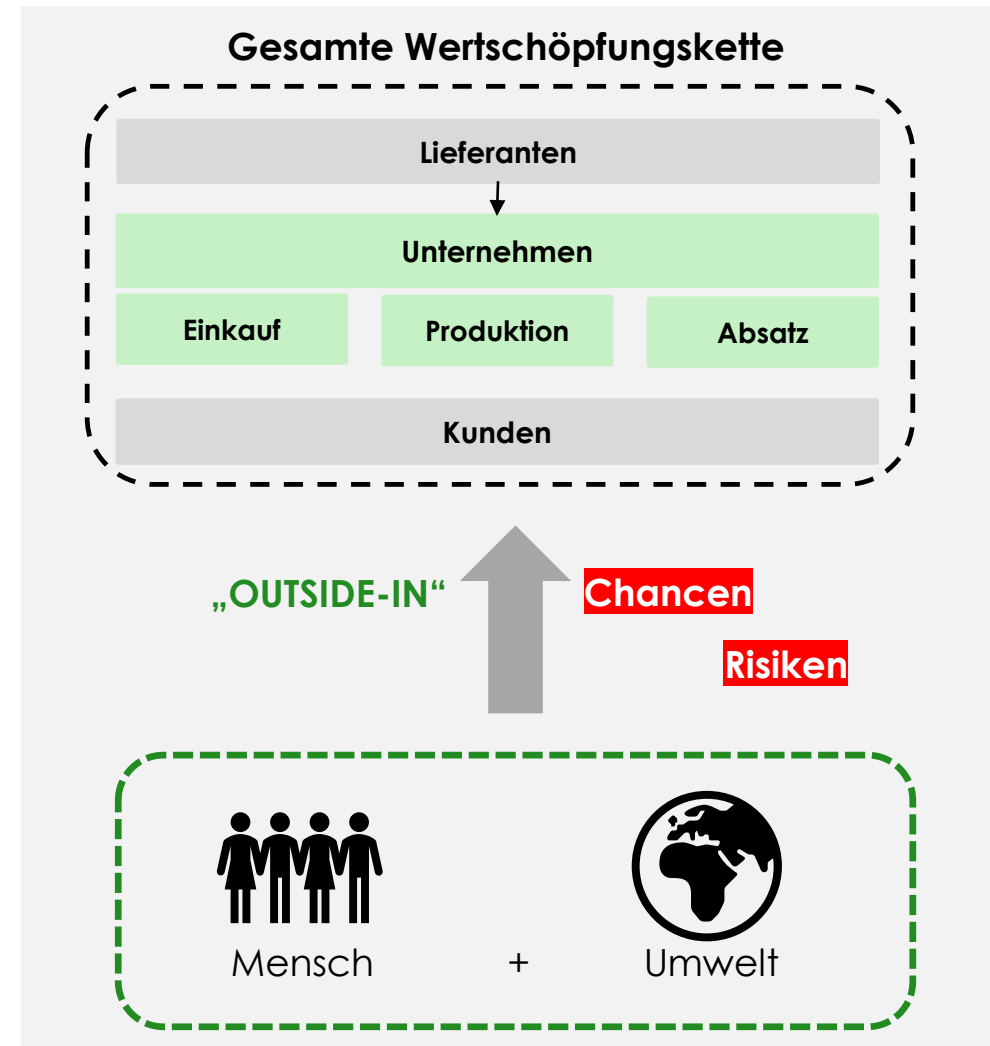 Gesamte Wertschöpfungskette
Lieferanten
Unternehmen
Einkauf Produktion Absatz
Kunden
„OUTSIDE-IN“ Chancen
Risiken
Mensch + Umwelt